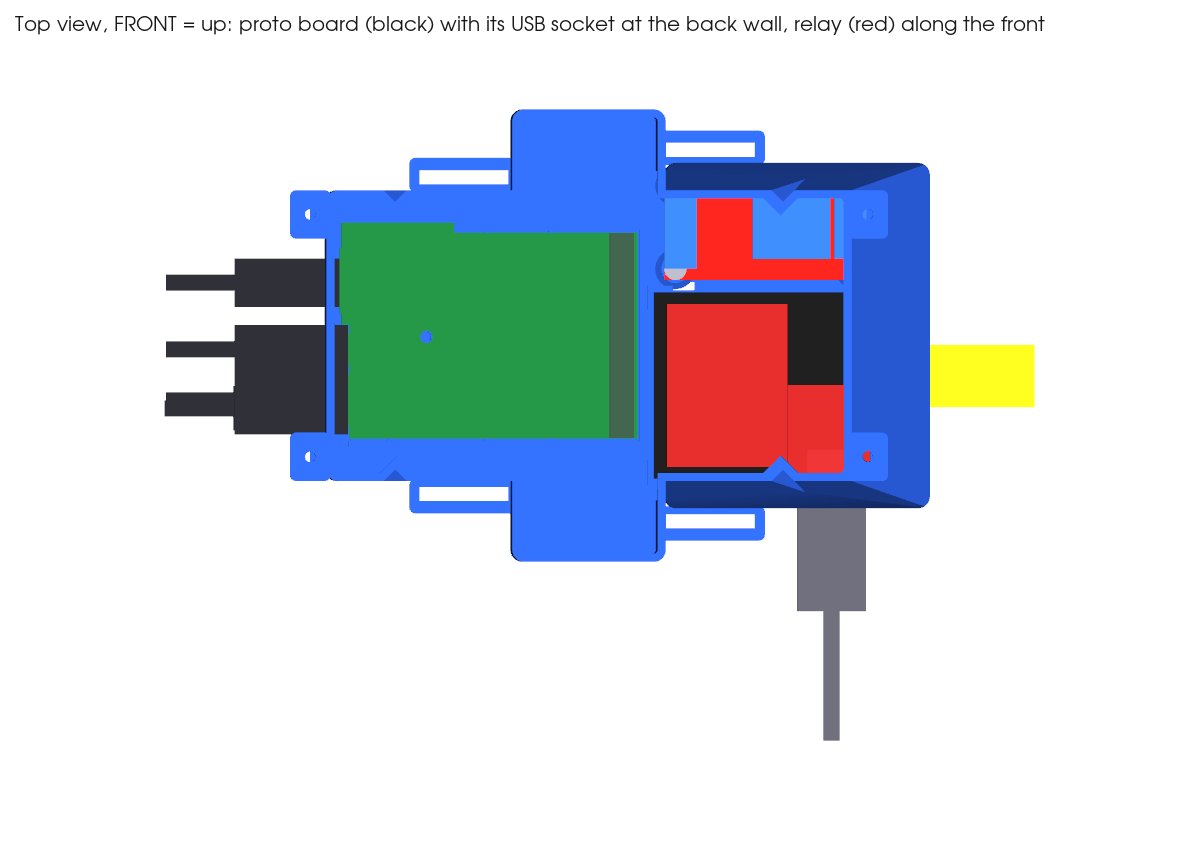 Top view, FRONT = up: proto board (black) with its USB socket at the back wall, relay (red) along the front